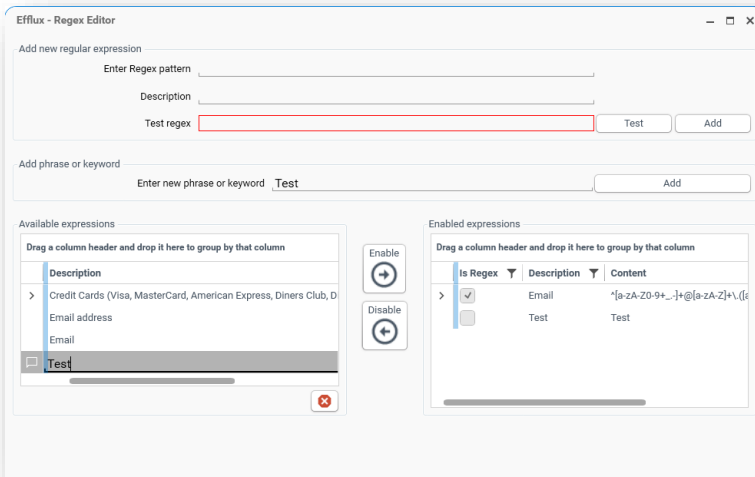 Efflux - Regex Editor
Add new regular expression
Enter Regex pattern
Description
Test regex
Test
Add
Add phrase or keyword
Enter new phrase or keyword
Test
Add
Available expressions
Drag a column header and drop it here to group by that column
Description
Credit Cards (Visa, MasterCard, American Express, Diners Club, D
Email address
Email
Test
Enable
Disable
Enabled expressions
Drag a column header and drop it here to group by that column
Is Regex Description Content
Email ^[a-zA-Z0-9+_.-]+@[a-zA-Z]+\.([a
Test Test